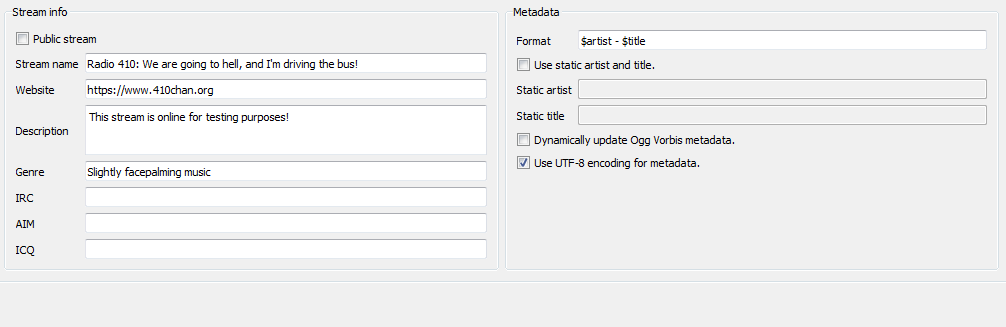 Stream info
Public stream
Stream name Radio 410: We are going to hell, and I'm driving the bus!
Website https://www.410chan.org
Description This stream is online for testing purposes!
Genre Slightly facepalming music
IRC
AIM
ICQ
Metadata
Format $artist - $title
Use static artist and title.
Static artist
Static title
Dynamically update Ogg Vorbis metadata.
Use UTF-8 encoding for metadata.